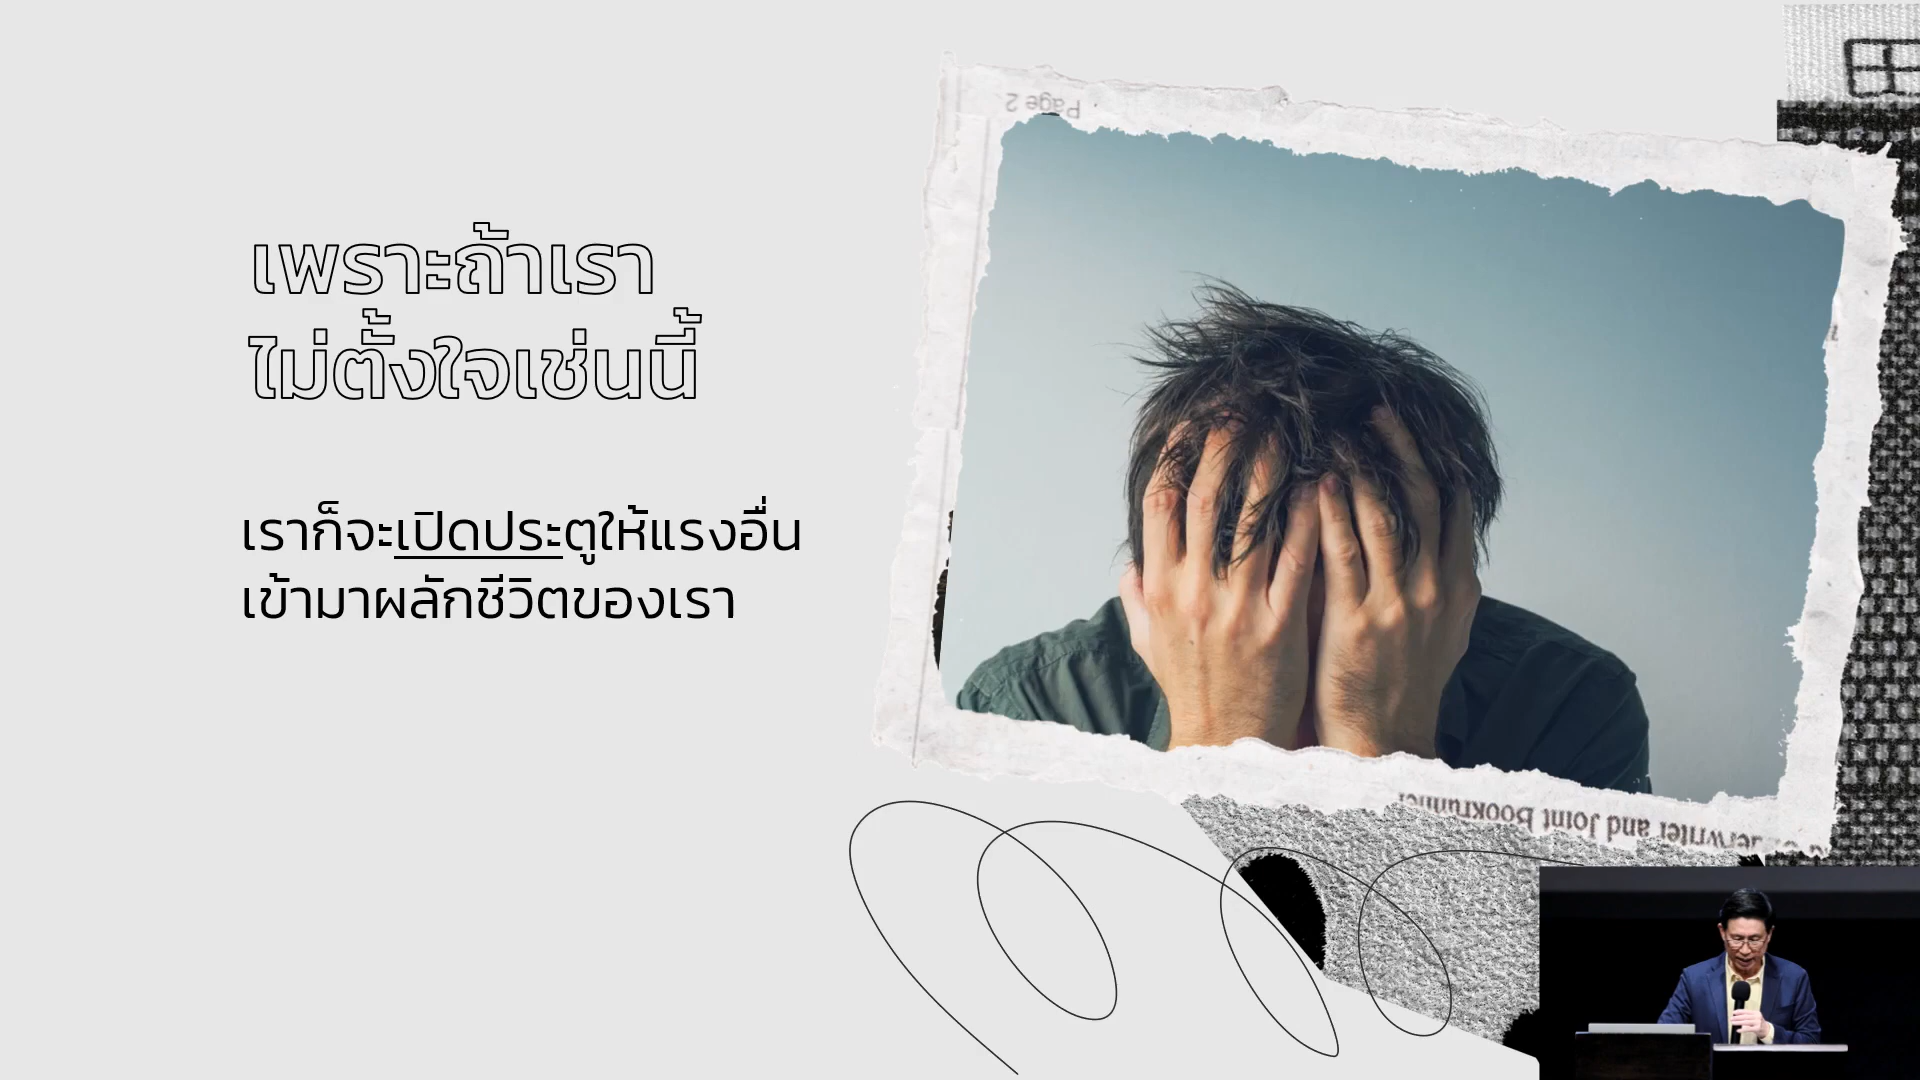 เพราะถ้าเรา
ไม่ตั้งใจเช่นนี้
เราก็จะเปิดประตูให้แรงอื่น
เข้ามาผลักชีวิตของเรา
Page 2
and Joint Bookrunner